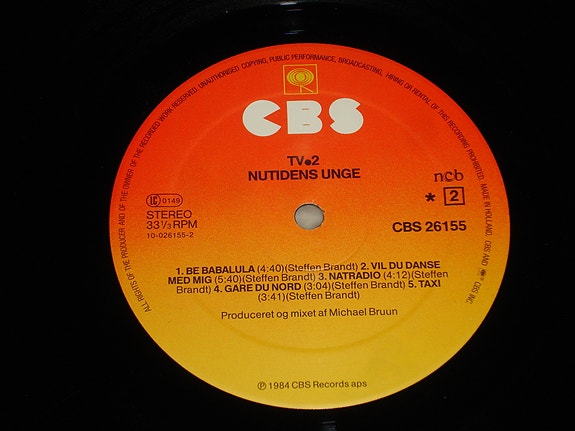 ALL RIGHTS OF THE PRODUCER AND OF THE OWNER OF THE RECORDED WORK RESERVED. UNAUTHORISED COPYING, PUBLIC PERFORMANCE, BROADCASTING, HIRING OR RENTAL OF THIS RECORDING PROHIBITED. MADE IN HOLLAND. CBS AND CBS INC.
CBS
TV●2
NUTIDENS UNGE
LC 0149
STEREO
33 1/3 RPM
10-026155-2
ncb
* 2
CBS 26155
1. BE BABALULA (4:40)(Steffen Brandt) 2. VIL DU DANSE
MED MIG (5:40)(Steffen Brandt) 3. NATRADIO (4:12)(Steffen
Brandt) 4. GARE DU NORD (3:04)(Steffen Brandt) 5. TAXI
(3:41)(Steffen Brandt)
Produceret og mixet af Michael Bruun
℗ 1984 CBS Records aps